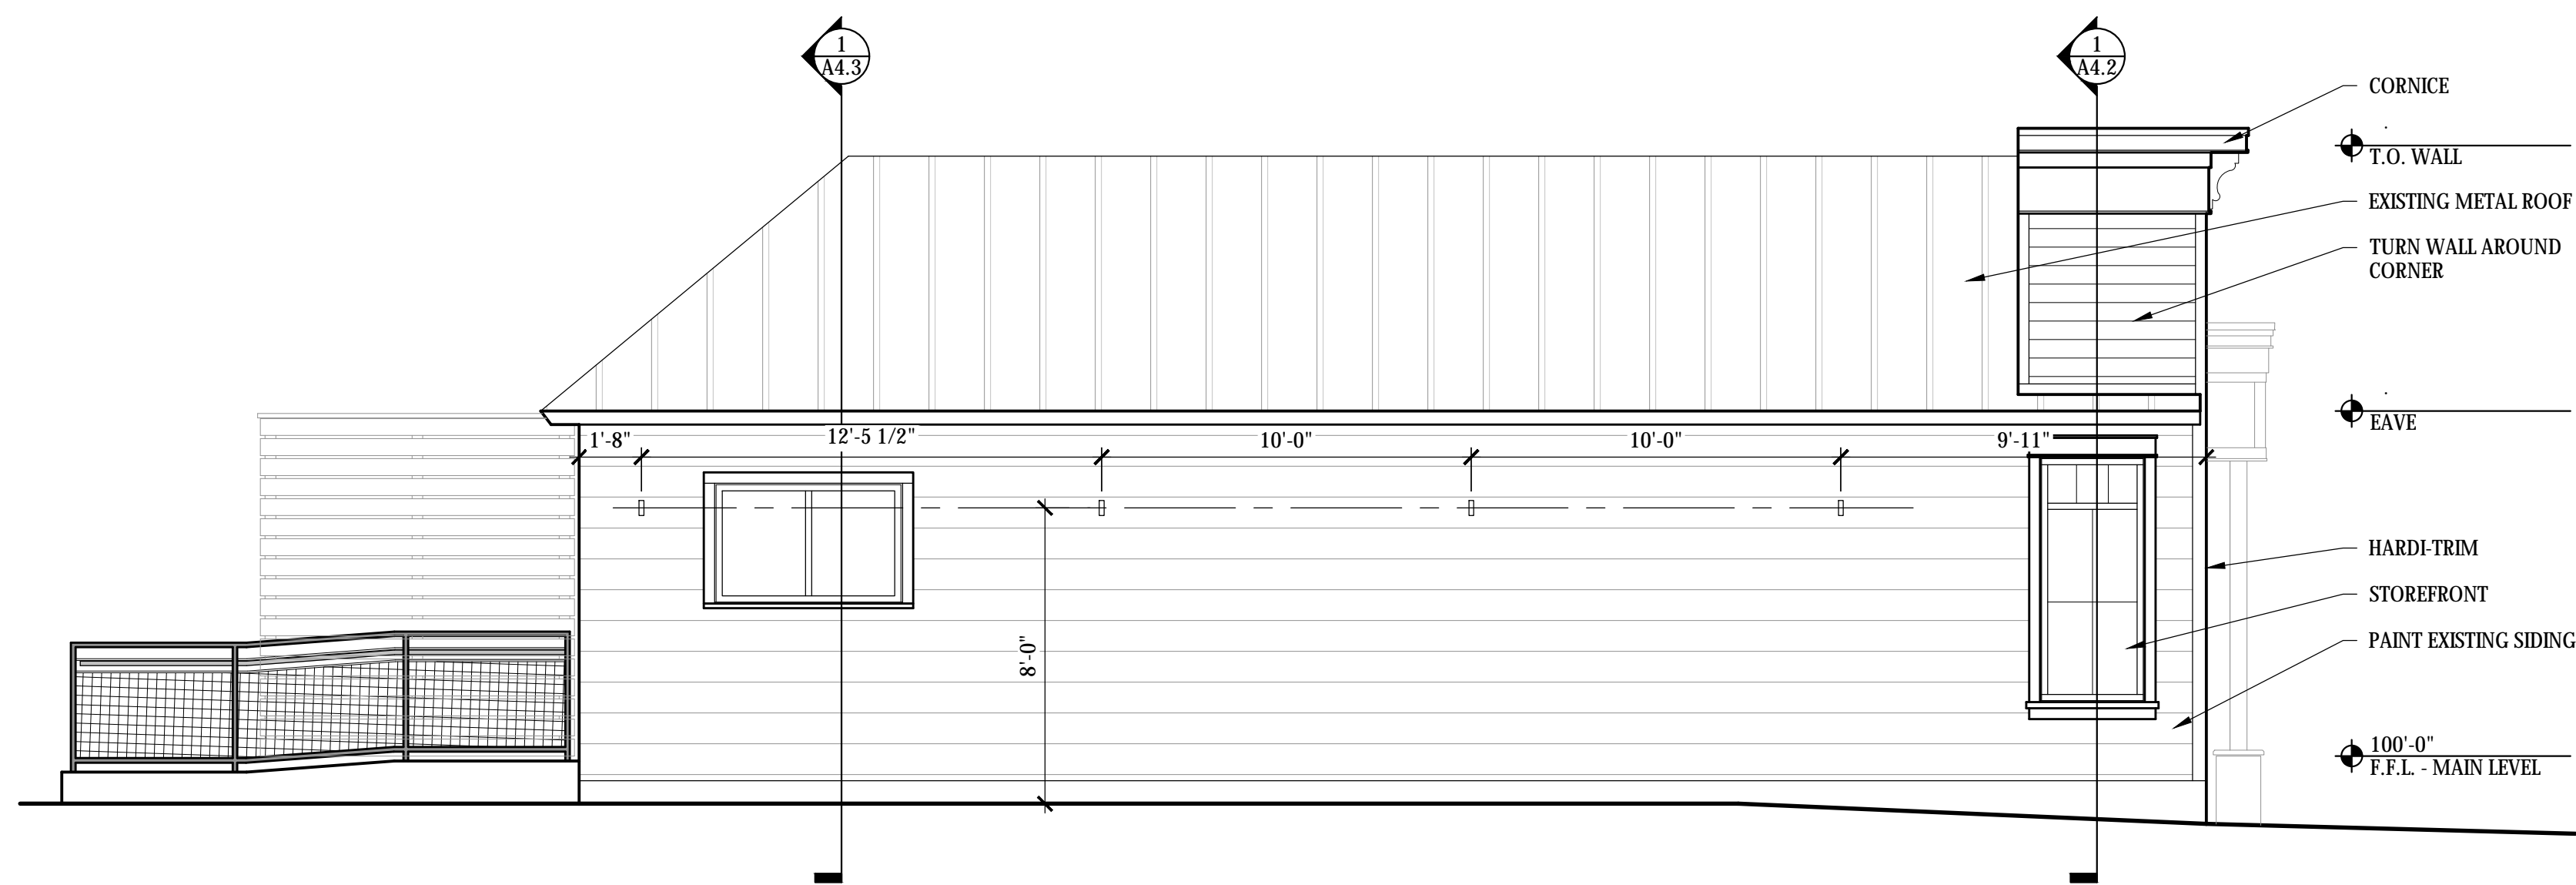 1
A4.3
1
A4.2
CORNICE
T.O. WALL
EXISTING METAL ROOF
TURN WALL AROUND
CORNER
EAVE
1'-8"
12'-5 1/2"
10'-0"
10'-0"
9'-11"
8'-0"
HARDI-TRIM
STOREFRONT
PAINT EXISTING SIDING
100'-0"
F.F.L. - MAIN LEVEL